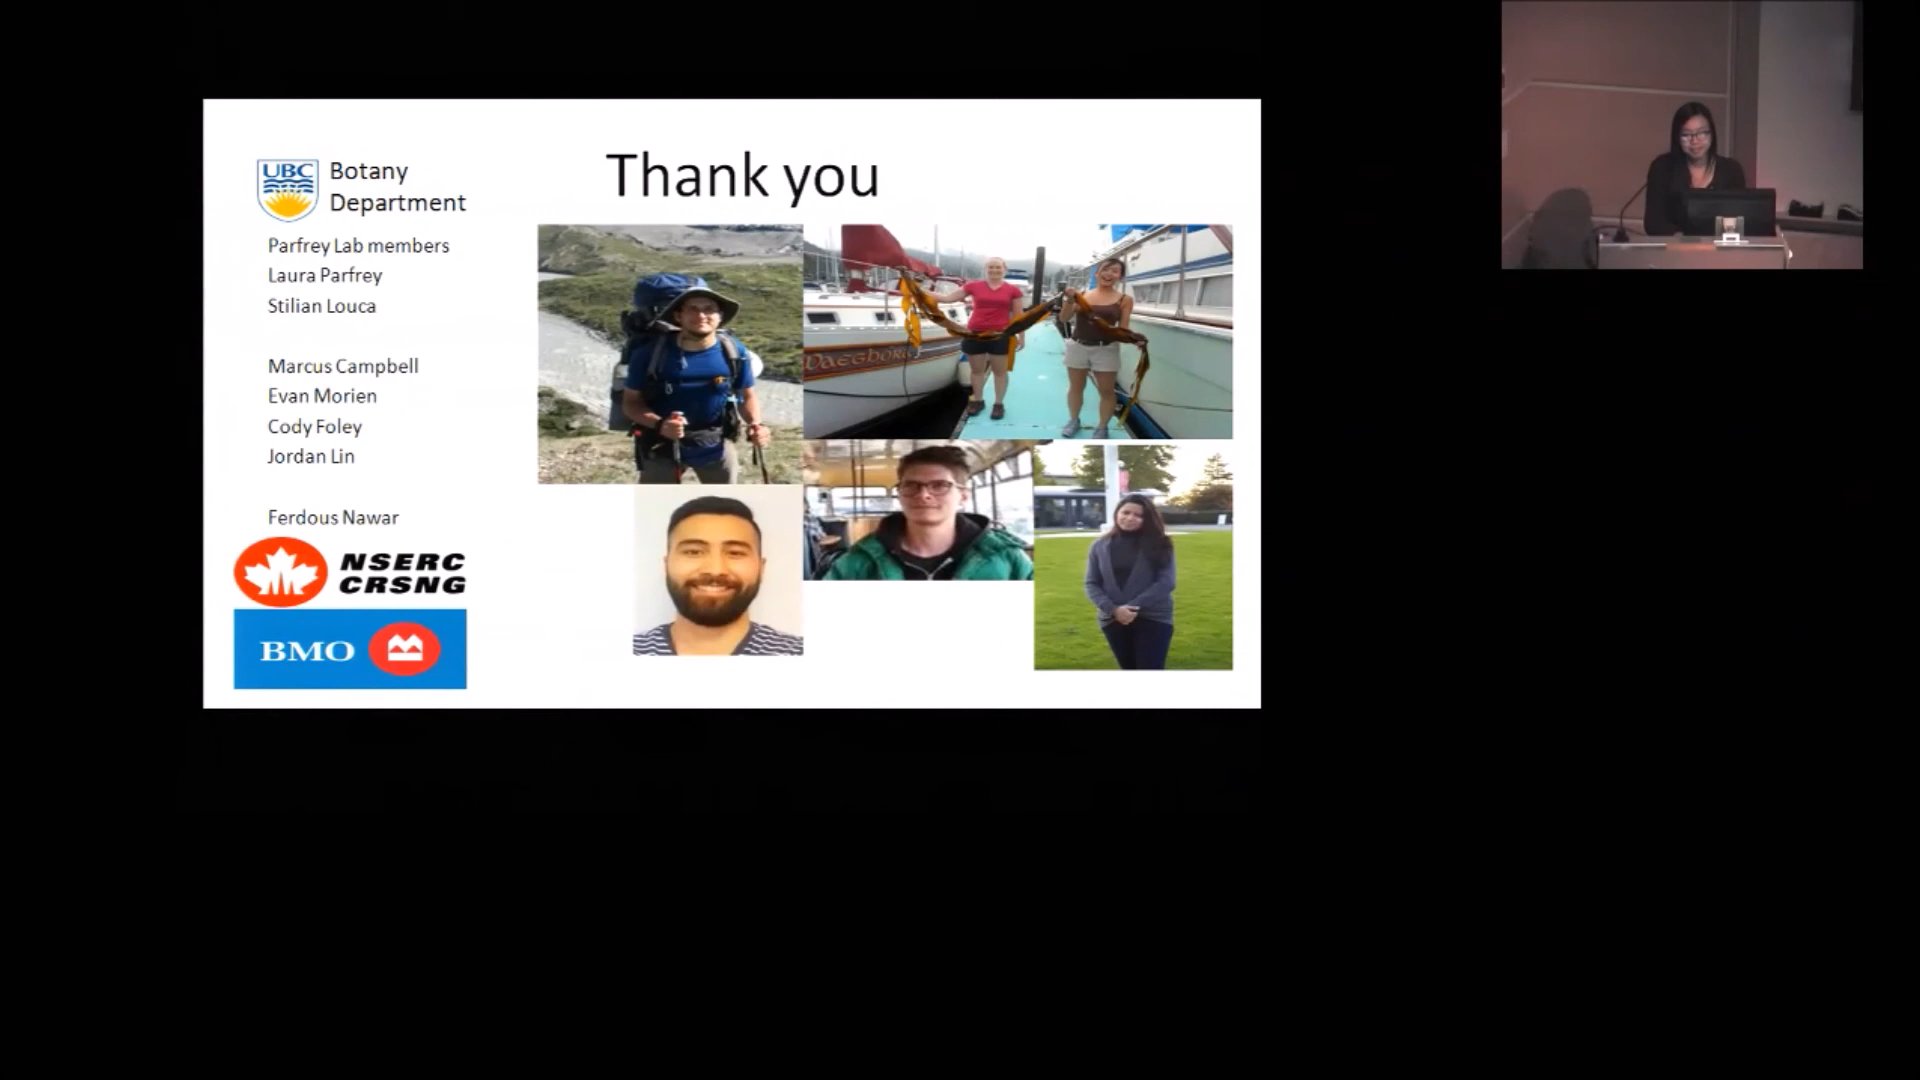 Thank you
UBC
Botany
Department
Parfrey Lab members
Laura Parfrey
Stilian Louca
Marcus Campbell
Evan Morien
Cody Foley
Jordan Lin
Ferdous Nawar
NSERC
CRSNG
BMO